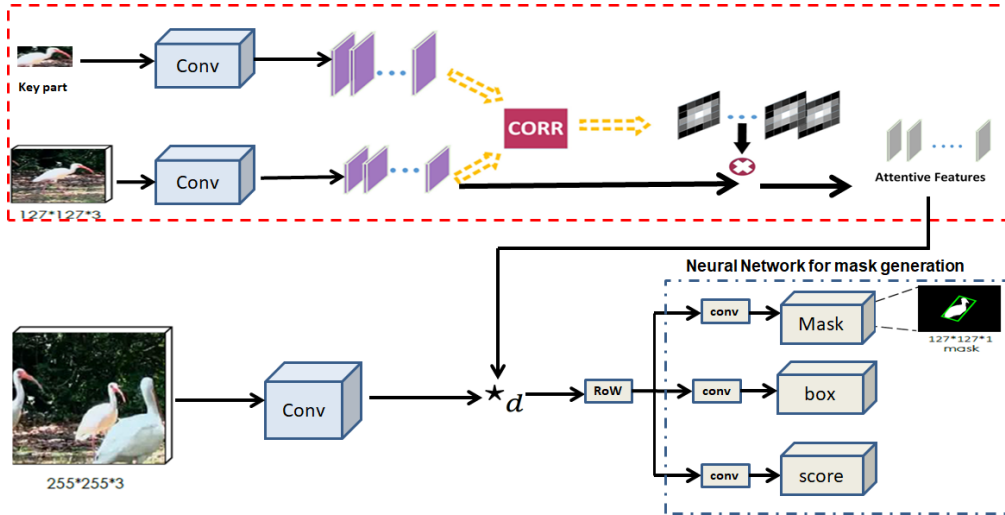 Conv
Key part
CORR
Conv
127*127*3
Attentive Features
Neural Network for mask generation
conv
Mask
127*127*1
mask
Conv
⋆d
RoW
conv
box
conv
score
255*255*3